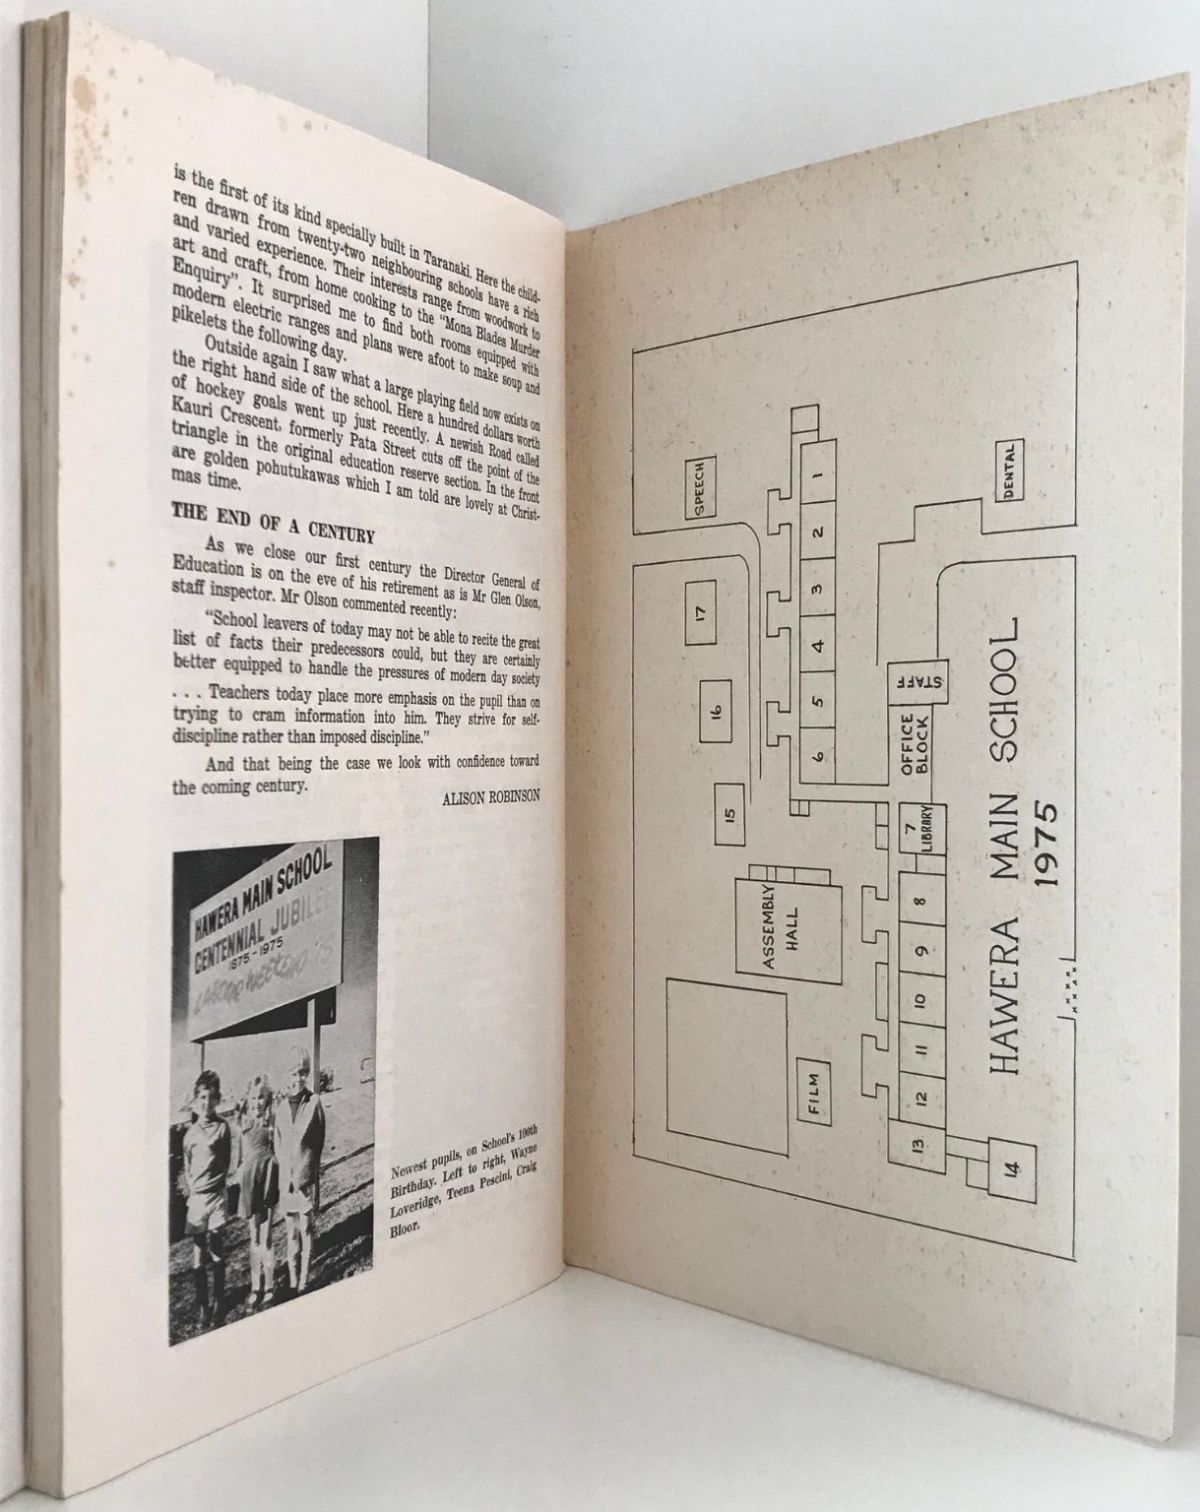 is the first of its kind specially built in Taranaki. Here the child-
ren drawn from twenty-two neighbouring schools have a rich
and varied experience. Their interests range from woodwork to
art and craft, from home cooking to the "Mona Blades Murder
Enquiry". It surprised me to find both rooms equipped with
modern electric ranges and plans were afoot to make soup and
pikelets the following day.
Outside again I saw what a large playing field now exists on
the right hand side of the school. Here a hundred dollars worth
of hockey goals went up just recently. A newish Road called
Kauri Crescent, formerly Pata Street cuts off the point of the
triangle in the original education reserve section. In the front
are golden pohutukawas which I am told are lovely at Christ-
mas time.
THE END OF A CENTURY
As we close our first century the Director General of
Education is on the eve of his retirement as is Mr Glen Olson,
staff inspector. Mr Olson commented recently:
"School leavers of today may not be able to recite the great
list of facts their predecessors could, but they are certainly
better equipped to handle the pressures of modern day society
. . . Teachers today place more emphasis on the pupil than on
trying to cram information into him. They strive for self-
discipline rather than imposed discipline."
And that being the case we look with confidence toward
the coming century.
ALISON ROBINSON
HAWERA MAIN SCHOOL
CENTENNIAL JUBILEE
1875-1975
LABOUR WEEKEND 75
Newest pupils, on School's 100th
Birthday. Left to right, Wayne
Loveridge, Teena Pescini, Craig
Bloor.
SPEECH
DENTAL
1
2
3
4
5
6
17
16
15
STAFF
OFFICE
BLOCK
7
LIBRARY
8
9
10
11
12
13
14
ASSEMBLY
HALL
FILM
HAWERA MAIN SCHOOL
1975